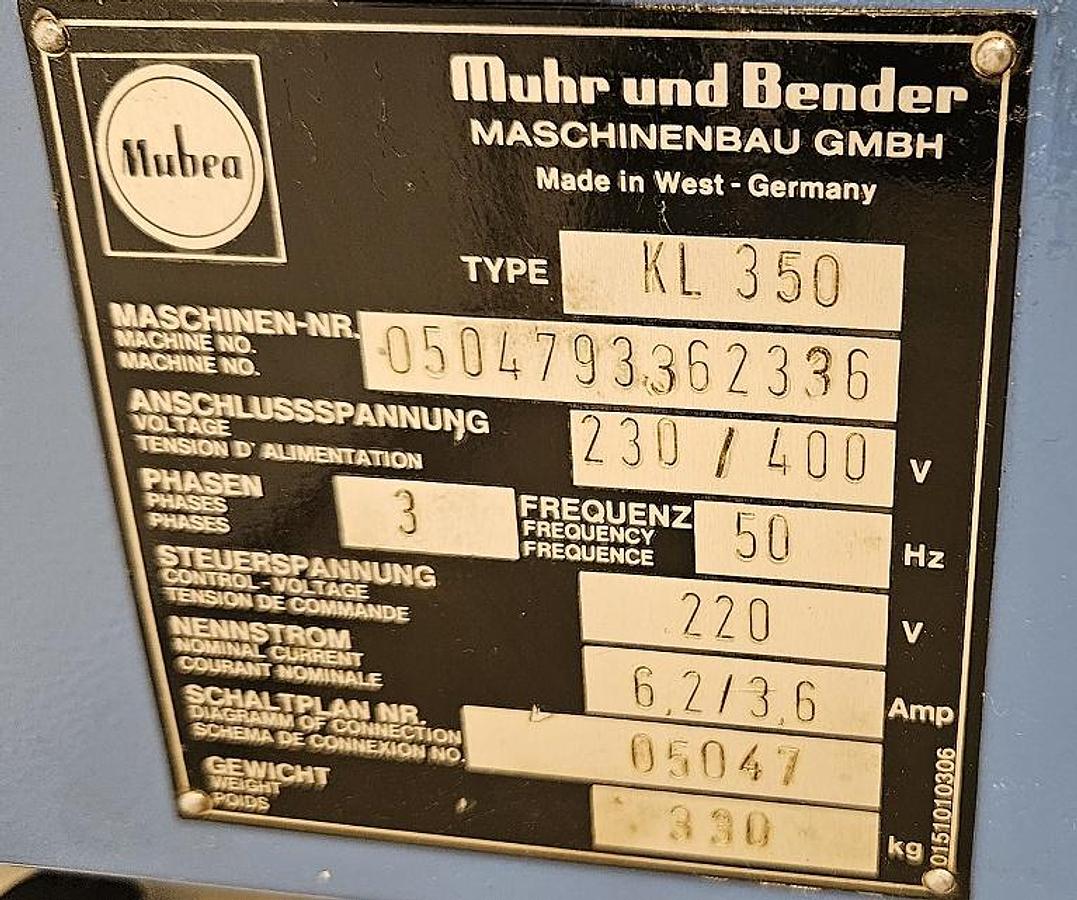 Mubea
Muhr und Bender
MASCHINENBAU GMBH
Made in West - Germany
TYPE KL 350
MASCHINEN-NR. 0504793362336
MACHINE NO.
MACHINE NO.
ANSCHLUSSSPANNUNG 230 / 400 V
VOLTAGE
TENSION D' ALIMENTATION
PHASEN 3 FREQUENZ 50 Hz
PHASES FREQUENCY
PHASES FREQUENCE
STEUERSPANNUNG 220 V
CONTROL-VOLTAGE
TENSION DE COMMANDE
NENNSTROM 6,2/3,6 Amp
NOMINAL CURRENT
COURANT NOMINALE
SCHALTPLAN NR. 05047
DIAGRAMM OF CONNECTION
SCHEMA DE CONNEXION NO.
GEWICHT 330 kg
WEIGHT
POIDS
0151010306